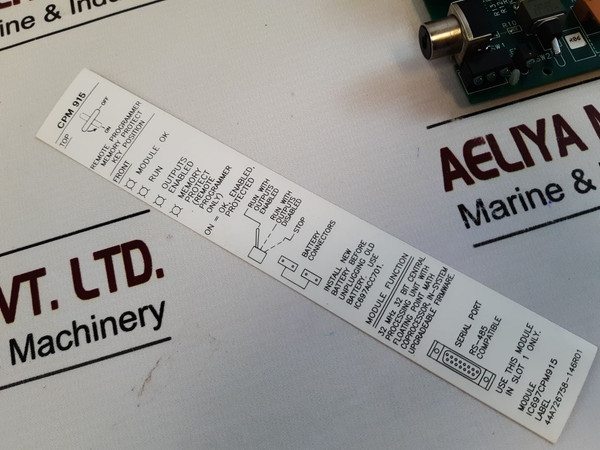 CPM 915
TOP
OFF
ON
REMOTE PROGRAMMER
MEMORY PROTECT
KEY POSITION
FRONT
MODULE OK
RUN
OUTPUTS
ENABLED
MEMORY
PROTECT
(REMOTE
PROGRAMMER
ONLY)
ON = OK, ENABLED,
PROTECTED
RUN WITH
OUTPUTS
ENABLED
RUN WITH
OUTPUTS
DISABLED
STOP
BATTERY
CONNECTORS
INSTALL NEW
BATTERY BEFORE
UNPLUGGING OLD
BATTERY. USE
IC697ACC701.
MODULE FUNCTION
32 MHz 32 BIT CENTRAL
PROCESSING UNIT WITH
FLOATING POINT MATH
COPROCESSOR. IN-SYSTEM
UPGRADEABLE FIRMWARE.
SERIAL PORT
RS-485
COMPATIBLE
USE THIS MODULE
IN SLOT 1 ONLY.
MODULE
IC697CPM915
LABEL
44A726758-146R01
ne & Indu
AELIYA M
Marine &
VT. LTD.
Machinery